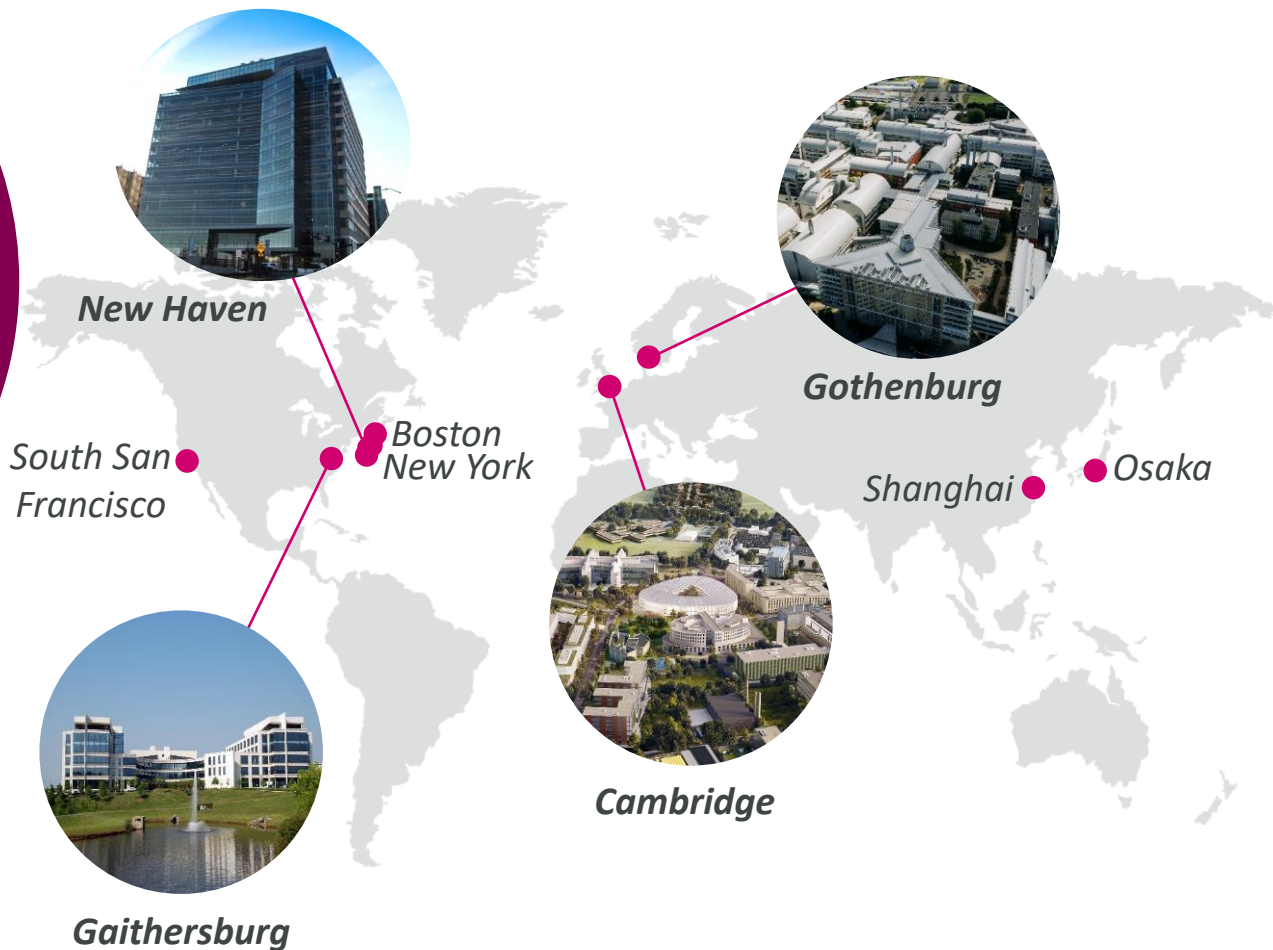 New Haven
Gothenburg
Boston
New York
South San
Francisco
Shanghai
Osaka
Cambridge
Gaithersburg